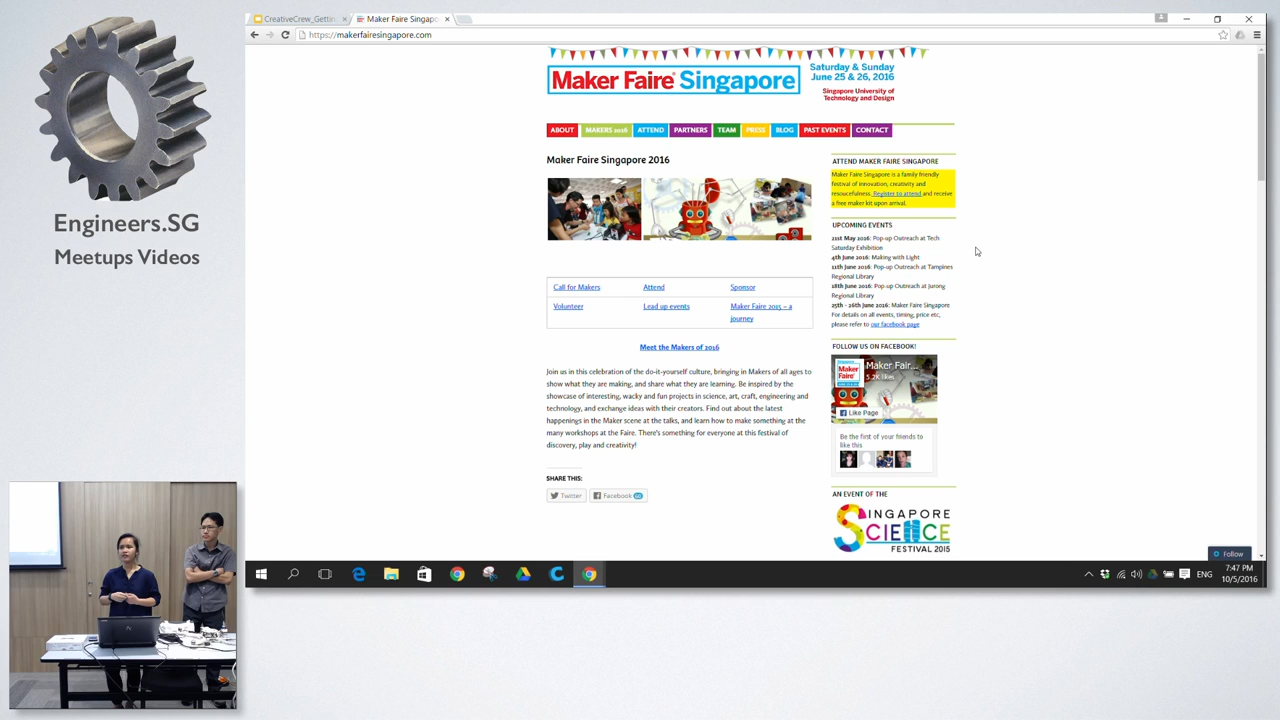 Engineers.SG
Meetups Videos
CreativeCrew_Gettin
Maker Faire Singapo
https://makerfairesingapore.com
Maker Faire Singapore
Saturday & Sunday
June 25 & 26, 2016
Singapore University of
Technology and Design
ABOUT
MAKERS 2016
ATTEND
PARTNERS
TEAM
PRESS
BLOG
PAST EVENTS
CONTACT
Maker Faire Singapore 2016
Call for Makers
Attend
Sponsor
Volunteer
Lead up events
Maker Faire 2015 – a
journey
Meet the Makers of 2016
Join us in this celebration of the do-it-yourself culture, bringing in Makers of all ages to
show what they are making, and share what they are learning. Be inspired by the
showcase of interesting, wacky and fun projects in science, art, craft, engineering and
technology, and exchange ideas with their creators. Find out about the latest
happenings in the Maker scene at the talks, and learn how to make something at the
many workshops at the Faire. There's something for everyone at this festival of
discovery, play and creativity!
SHARE THIS:
Twitter
Facebook
ATTEND MAKER FAIRE SINGAPORE
Maker Faire Singapore is a family friendly
festival of innovation, creativity and
resoucefulness. Register to attend and receive
a free maker kit upon arrival.
UPCOMING EVENTS
21st May 2016: Pop-up Outreach at Tech
Saturday Exhibition
4th June 2016: Making with Light
11th June 2016: Pop-up Outreach at Tampines
Regional Library
18th June 2016: Pop-up Outreach at Jurong
Regional Library
25th - 26th June 2016: Maker Faire Singapore
For details on all events, timing, price etc,
please refer to our facebook page
FOLLOW US ON FACEBOOK!
Maker Faire
Maker Fair...
5.2K likes
Like Page
Be the first of your friends to
like this
AN EVENT OF THE
SINGAPORE
SCIENCE
FESTIVAL 2015
Follow
ENG
7:47 PM
10/5/2016